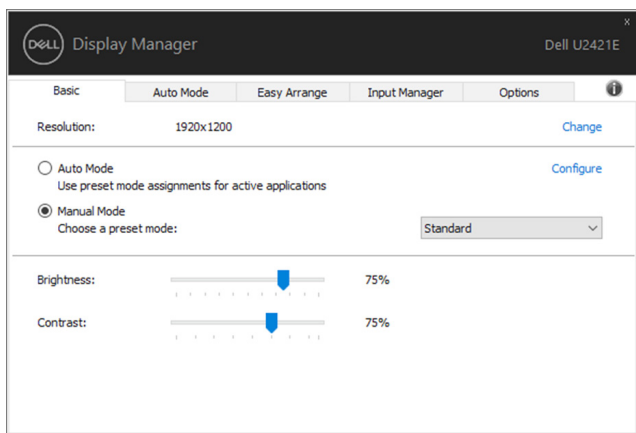 x
DELL Display Manager Dell U2421E
Basic Auto Mode Easy Arrange Input Manager Options i
Resolution: 1920x1200 Change
Auto Mode Configure
Use preset mode assignments for active applications
Manual Mode
Choose a preset mode: Standard
Brightness: 75%
Contrast: 75%